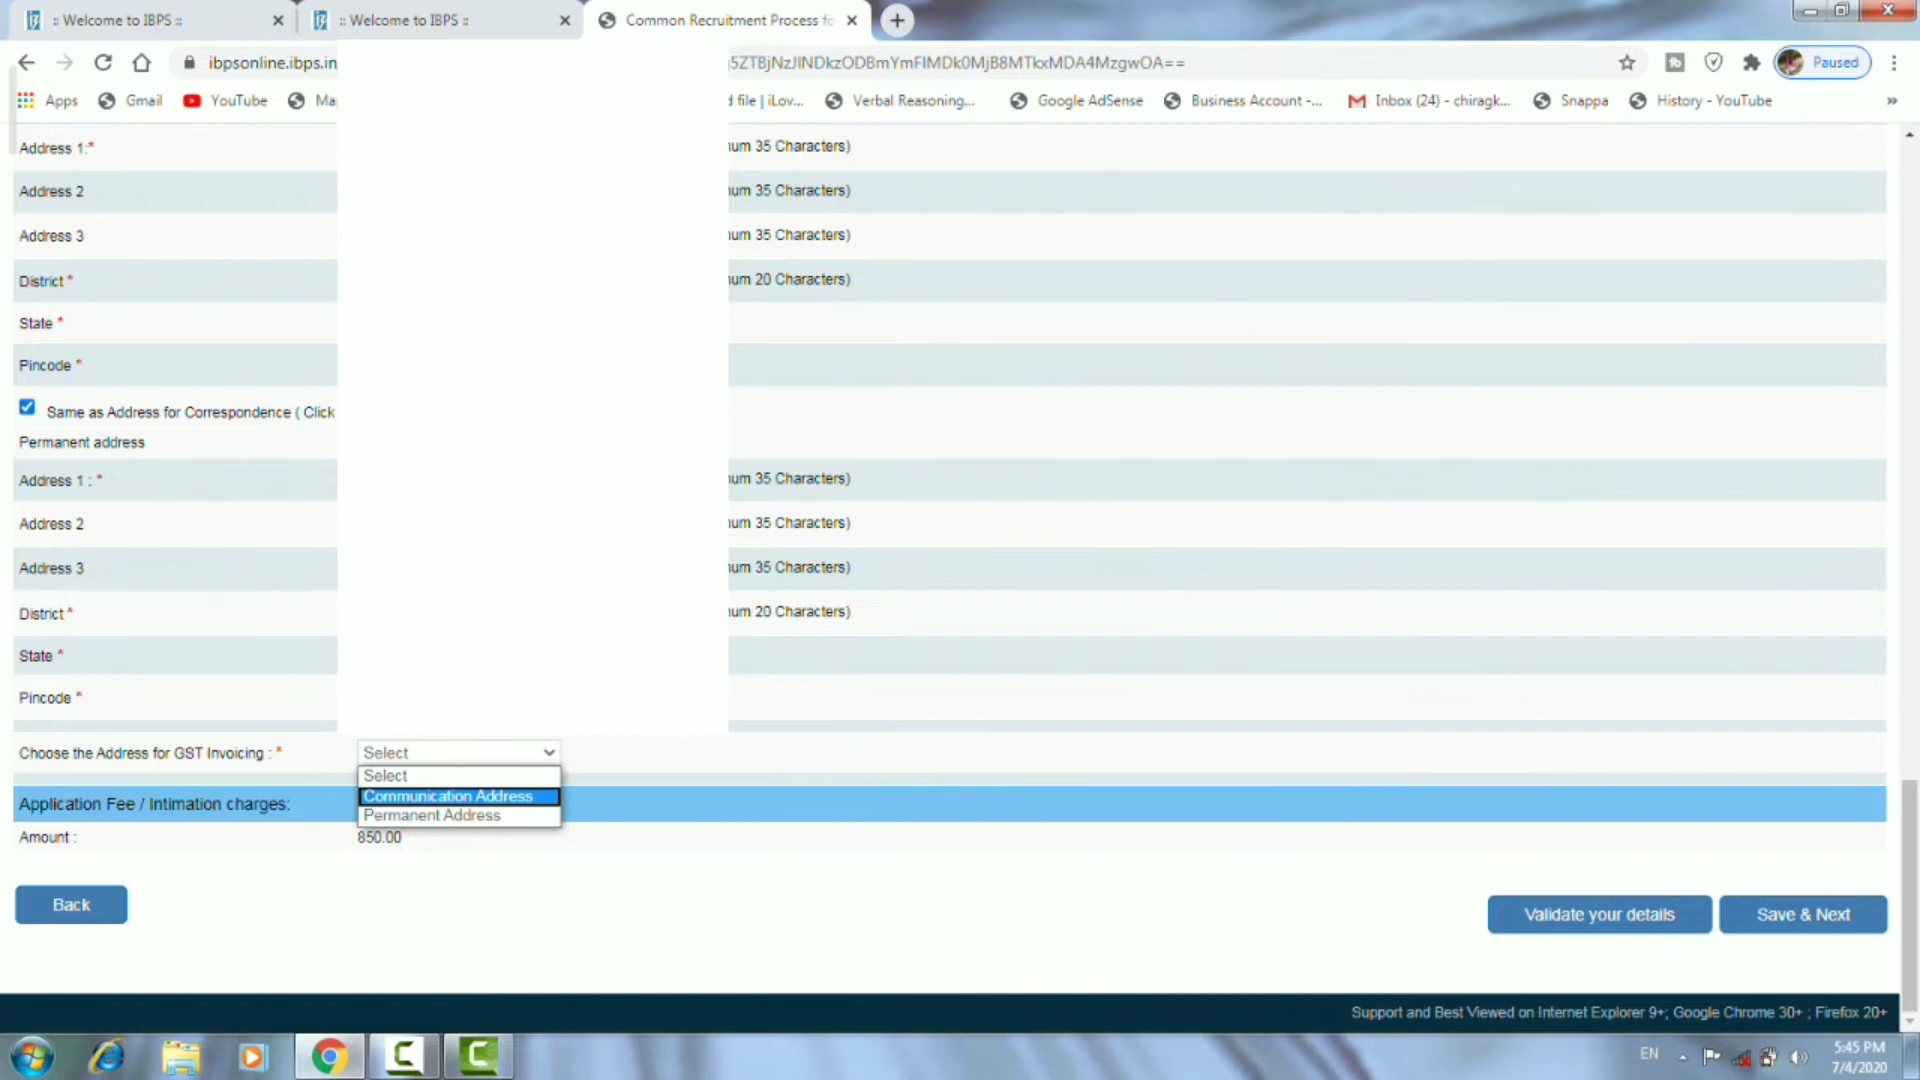 :: Welcome to IBPS ::
:: Welcome to IBPS ::
Common Recruitment Process fo
ibpsonline.ibps.in
Paused
Apps
Gmail
YouTube
Ma
d file | iLov...
Verbal Reasoning...
Google AdSense
Business Account -...
Inbox (24) - chiragk...
Snappa
History - YouTube
»
Address 1:*
um 35 Characters)
Address 2
um 35 Characters)
Address 3
um 35 Characters)
District *
um 20 Characters)
State *
Pincode *
Same as Address for Correspondence ( Click
Permanent address
Address 1 : *
um 35 Characters)
Address 2
um 35 Characters)
Address 3
um 35 Characters)
District *
um 20 Characters)
State *
Pincode *
Choose the Address for GST Invoicing : *
Select
Select
Communication Address
Application Fee / Intimation charges:
Permanent Address
Amount :
850.00
Back
Validate your details
Save & Next
Support and Best Viewed on Internet Explorer 9+; Google Chrome 30+ ; Firefox 20+
EN
5:45 PM
7/4/2020